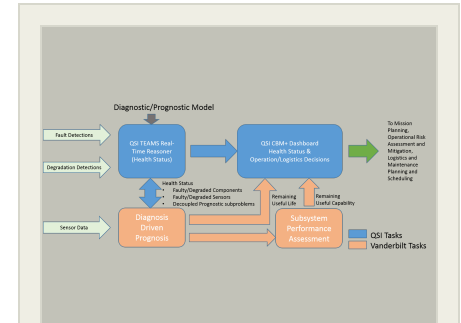 Diagnostic/Prognostic Model
Fault Detections
QSI TEAMS Real-
Time Reasoner
(Health Status)
QSI CBM+ Dashboard
Health Status &
Operation/Logistics Decisions
To Mission
Planning,
Operational Risk
Assessment and
Mitigation,
Logistics and
Maintenance
Planning and
Scheduling
Degradation Detections
Health Status
• Faulty/Degraded Components
• Faulty/Degraded Sensors
• Decoupled Prognostic subproblems
Remaining
Useful Life
Remaining
Useful Capability
Sensor Data
Diagnosis
Driven
Prognosis
Subsystem
Performance
Assessment
QSI Tasks
Vanderbilt Tasks